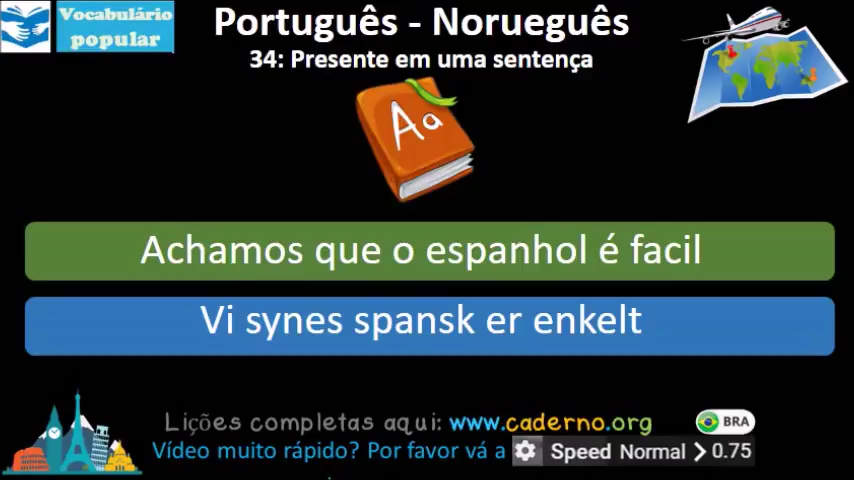 Vocabulário
popular
Português - Norueguês
34: Presente em uma sentença
Aa
Achamos que o espanhol é facil
Vi synes spansk er enkelt
Lições completas aqui: www.caderno.org
BRA
Vídeo muito rápido? Por favor vá a Speed Normal > 0.75